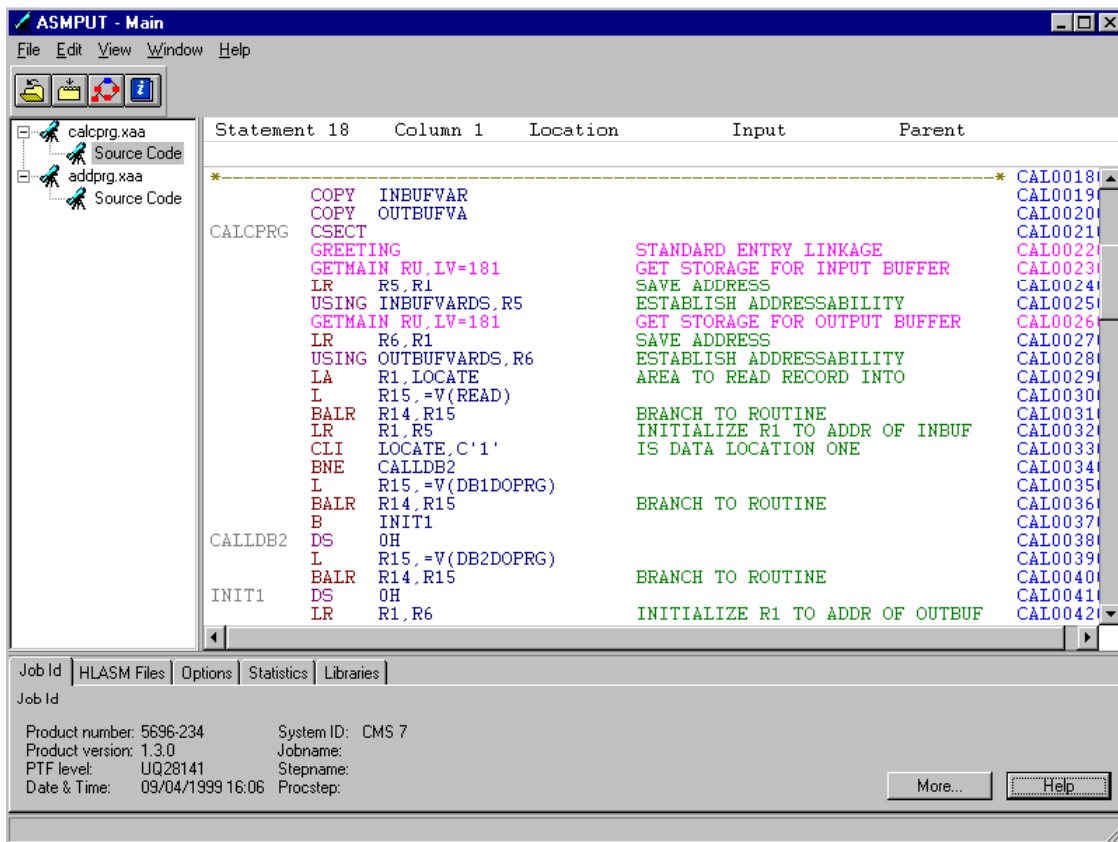 ASMPUT - Main
File Edit View Window Help
calcprg.xaa
Source Code
addprg.xaa
Source Code
Statement 18 Column 1 Location Input Parent
*---------------------------------------------------------------------* CAL0018
COPY INBUFVAR CAL0019
COPY OUTBUFVA CAL0020
CALCPRG CSECT CAL0021
GREETING STANDARD ENTRY LINKAGE CAL0022
GETMAIN RU,LV=181 GET STORAGE FOR INPUT BUFFER CAL0023
LR R5,R1 SAVE ADDRESS CAL0024
USING INBUFVARDS,R5 ESTABLISH ADDRESSABILITY CAL0025
GETMAIN RU,LV=181 GET STORAGE FOR OUTPUT BUFFER CAL0026
LR R6,R1 SAVE ADDRESS CAL0027
USING OUTBUFVARDS,R6 ESTABLISH ADDRESSABILITY CAL0028
LA R1,LOCATE AREA TO READ RECORD INTO CAL0029
L R15,=V(READ) CAL0030
BALR R14,R15 BRANCH TO ROUTINE CAL0031
LR R1,R5 INITIALIZE R1 TO ADDR OF INBUF CAL0032
CLI LOCATE,C'1' IS DATA LOCATION ONE CAL0033
BNE CALLDB2 CAL0034
L R15,=V(DB1DOPRG) CAL0035
BALR R14,R15 BRANCH TO ROUTINE CAL0036
B INIT1 CAL0037
CALLDB2 DS 0H CAL0038
L R15,=V(DB2DOPRG) CAL0039
BALR R14,R15 BRANCH TO ROUTINE CAL0040
INIT1 DS 0H CAL0041
LR R1,R6 INITIALIZE R1 TO ADDR OF OUTBUF CAL0042
Job Id HLASM Files Options Statistics Libraries
Job Id
Product number: 5696-234 System ID: CMS 7
Product version: 1.3.0 Jobname:
PTF level: UQ28141 Stepname:
Date & Time: 09/04/1999 16:06 Procstep:
More... Help